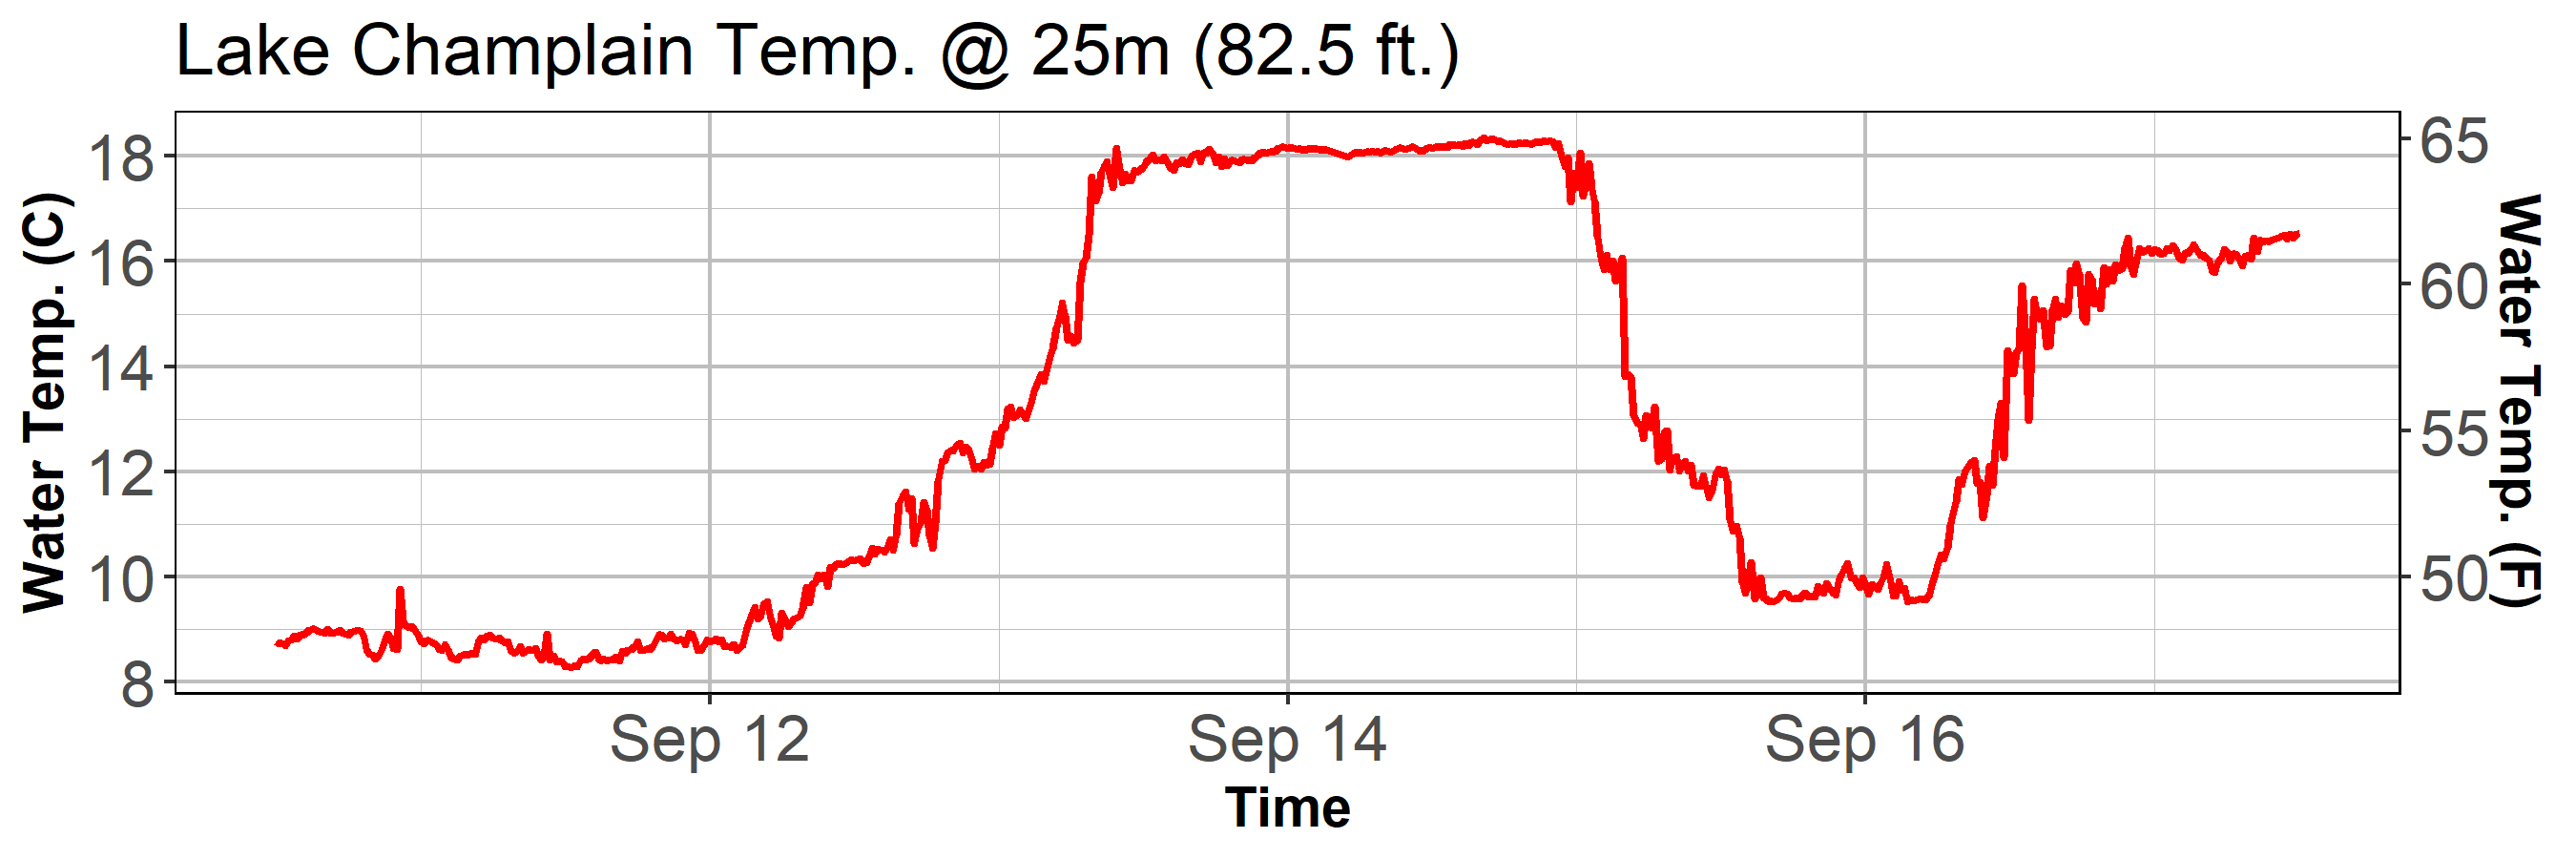 Lake Champlain Temp. @ 25m (82.5 ft.)
Water Temp. (C)
18
16
14
12
10
8
65
60
55
50
Water Temp. (F)
Sep 12
Sep 14
Sep 16
Time